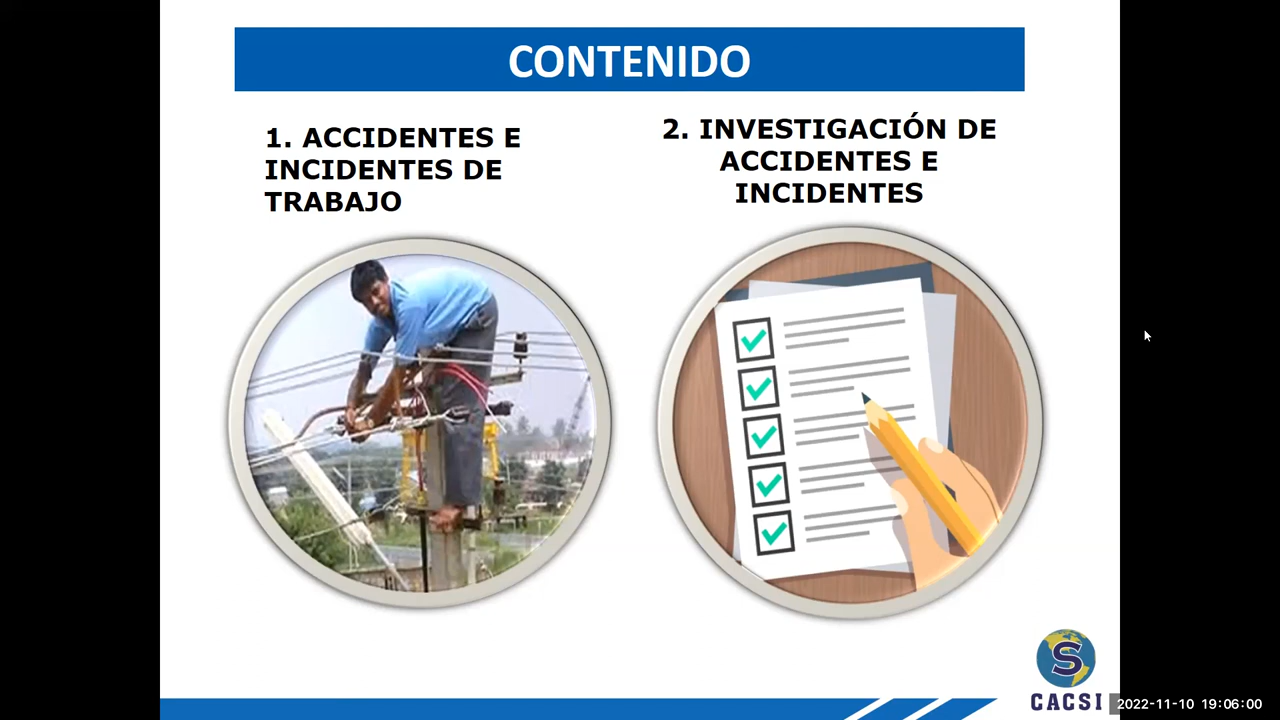 CONTENIDO
1. ACCIDENTES E
INCIDENTES DE
TRABAJO
2. INVESTIGACIÓN DE
ACCIDENTES E
INCIDENTES
S
CACSI
2022-11-10 19:06:00